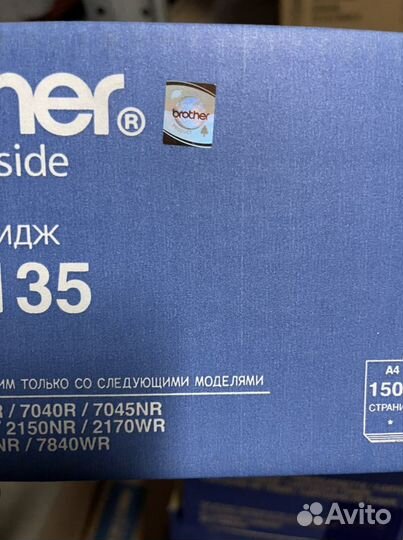 her®
brother
side
идж
135
им только со следующими моделями
R / 7040R / 7045NR
/ 2150NR / 2170WR
NR / 7840WR
A4
150
СТРАНИ
*
Avito